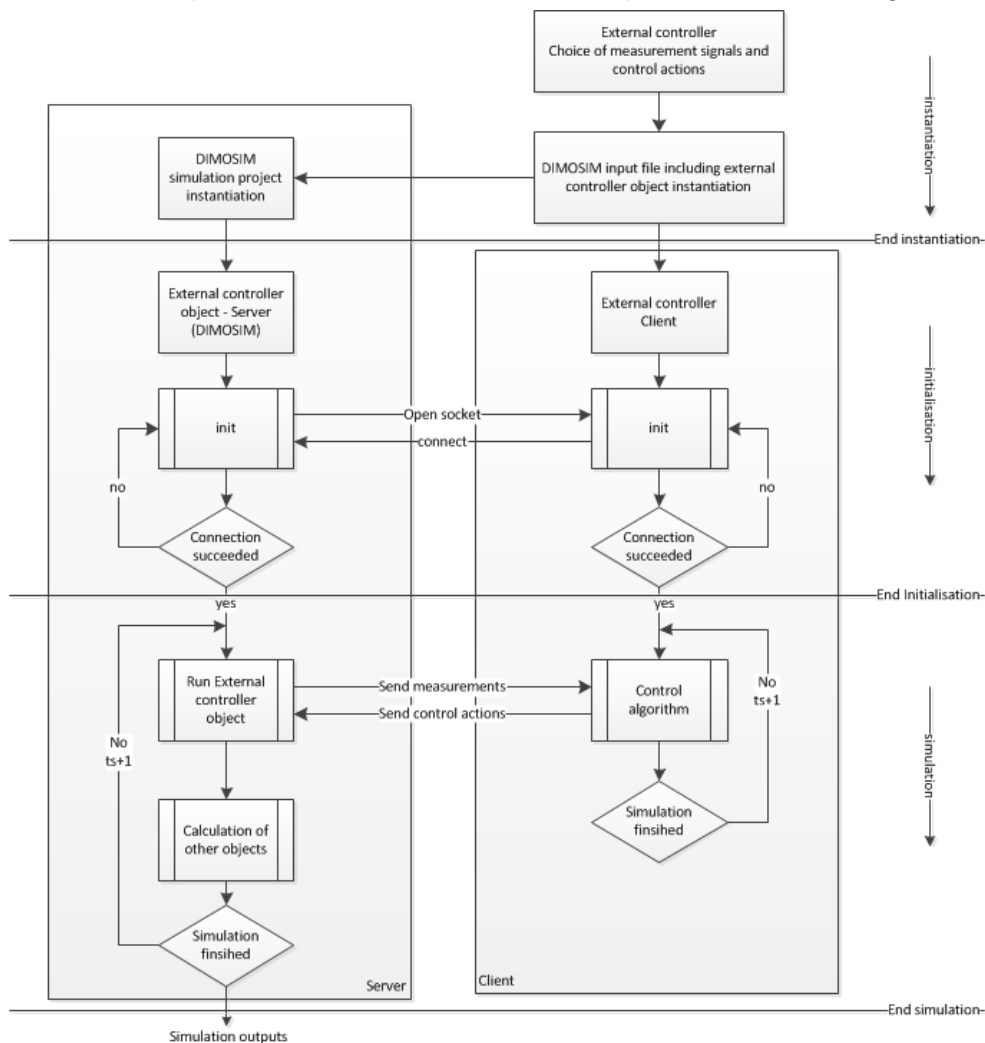 External controller
Choice of measurement signals and
control actions
instantiation
DIMOSIM
simulation project
instantiation
DIMOSIM input file including external
controller object instantiation
End instantiation
External controller
object - Server
(DIMOSIM)
External controller
Client
initialisation
init
Open socket
connect
init
no
no
Connection
succeeded
Connection
succeeded
End Initialisation
yes
yes
Run External
controller
object
Send measurements
Send control actions
Control
algorithm
No
ts+1
No
ts+1
simulation
Calculation of
other objects
Simulation
finsihed
Simulation
finsihed
Server
Client
End simulation
Simulation outputs